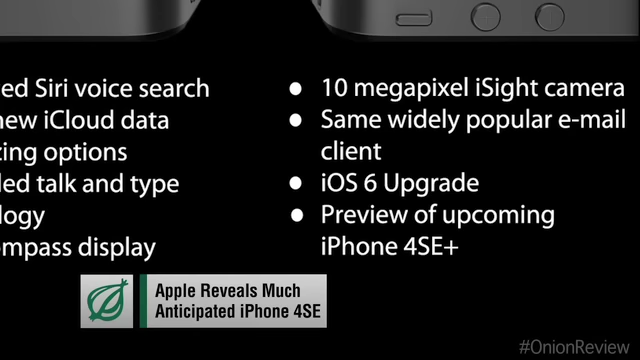 ed Siri voice search
new iCloud data
ing options
led talk and type
logy
mpass display
• 10 megapixel iSight camera
• Same widely popular e-mail
client
• iOS 6 Upgrade
• Preview of upcoming
iPhone 4SE+
Apple Reveals Much
Anticipated iPhone 4SE
#OnionReview